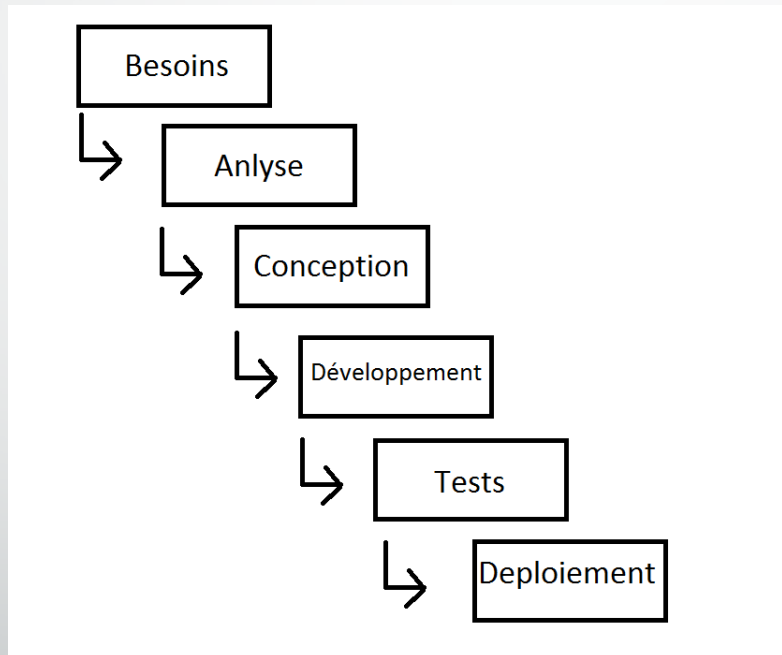 Besoins
Anlyse
Conception
Développement
Tests
Deploiement